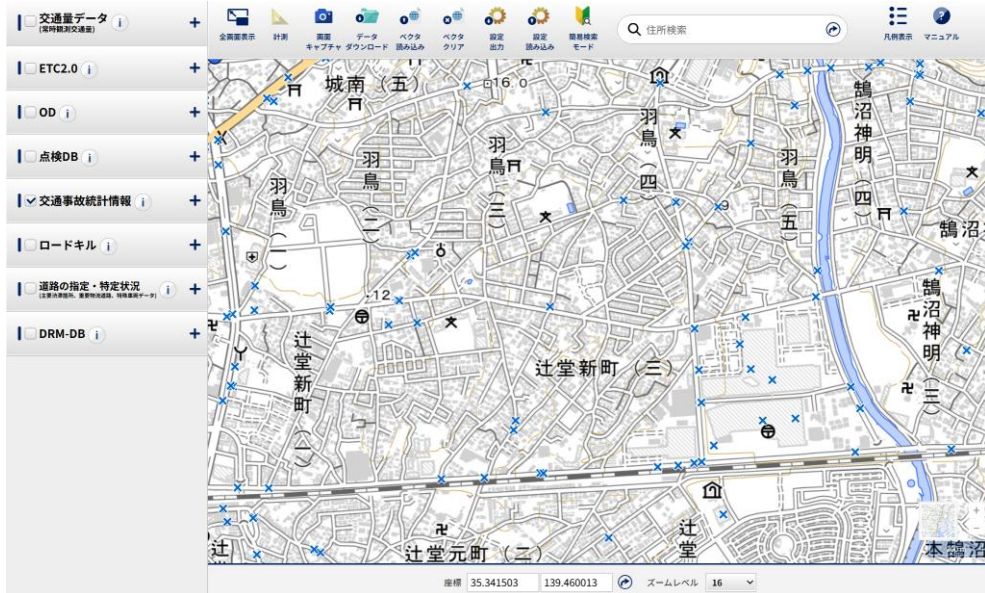 交通量データ
(常時観測交通量)
ETC2.0
OD
点検DB
交通事故統計情報
ロードキル
道路の指定・特定状況
DRM-DB
全画面表示
計測
画面
キャプチャ
データ
ダウンロード
ベクタ
読み込み
ベクタ
クリア
設定
出力
設定
読み込み
簡易検索
モード
住所検索
凡例表示
マニュアル
城南(五)
16.0
羽鳥(一)
羽鳥(二)
羽鳥(三)
羽鳥(四)
羽鳥(五)
鵠沼神明(四)
鵠沼
9
12
辻堂新町(一)
辻堂新町(三)
鵠沼神明(三)
辻堂元町(二)
辻堂
辻
本鵠沼
座標
35.341503
139.460013
ズームレベル
16